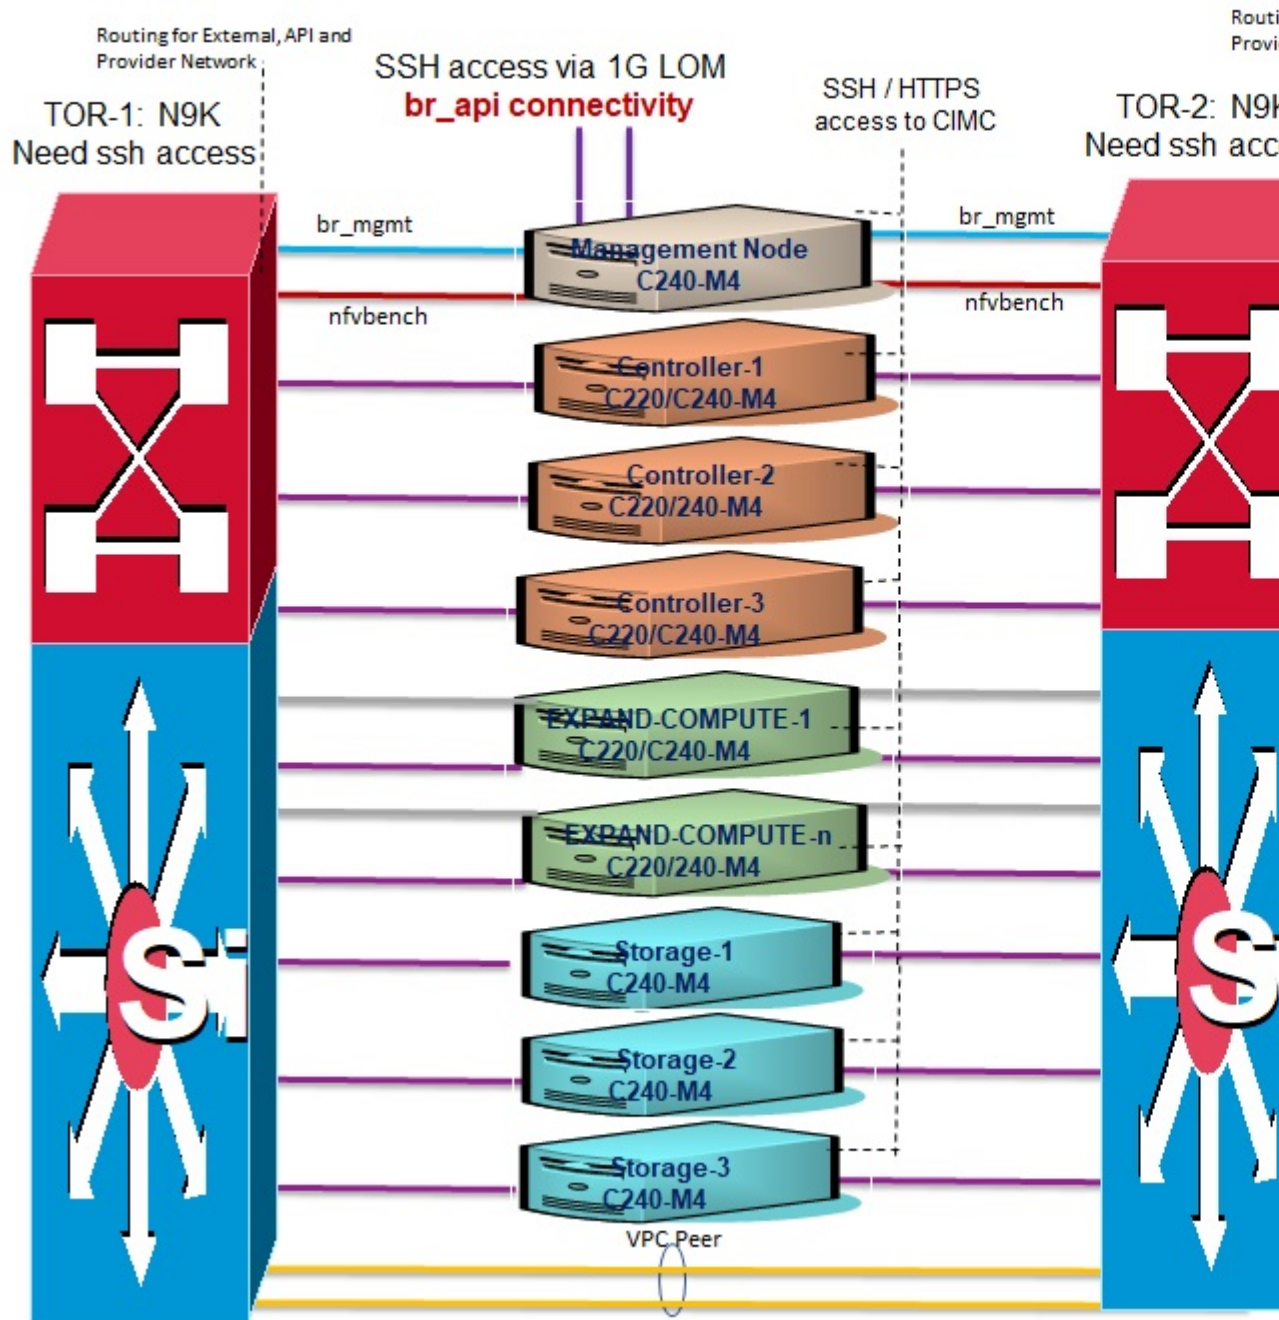 Routing for External, API and
Provider Network
SSH access via 1G LOM
br_api connectivity
SSH / HTTPS
access to CIMC
Routi
Provi
TOR-1: N9K
Need ssh access
TOR-2: N9K
Need ssh acce
br_mgmt
br_mgmt
nfvbench
nfvbench
Management Node
C240-M4
Controller-1
C220/C240-M4
Controller-2
C220/240-M4
Controller-3
C220/C240-M4
EXPAND-COMPUTE-1
C220/C240-M4
EXPAND-COMPUTE-n
C220/240-M4
Storage-1
C240-M4
Storage-2
C240-M4
Storage-3
C240-M4
Si
S
VPC Peer